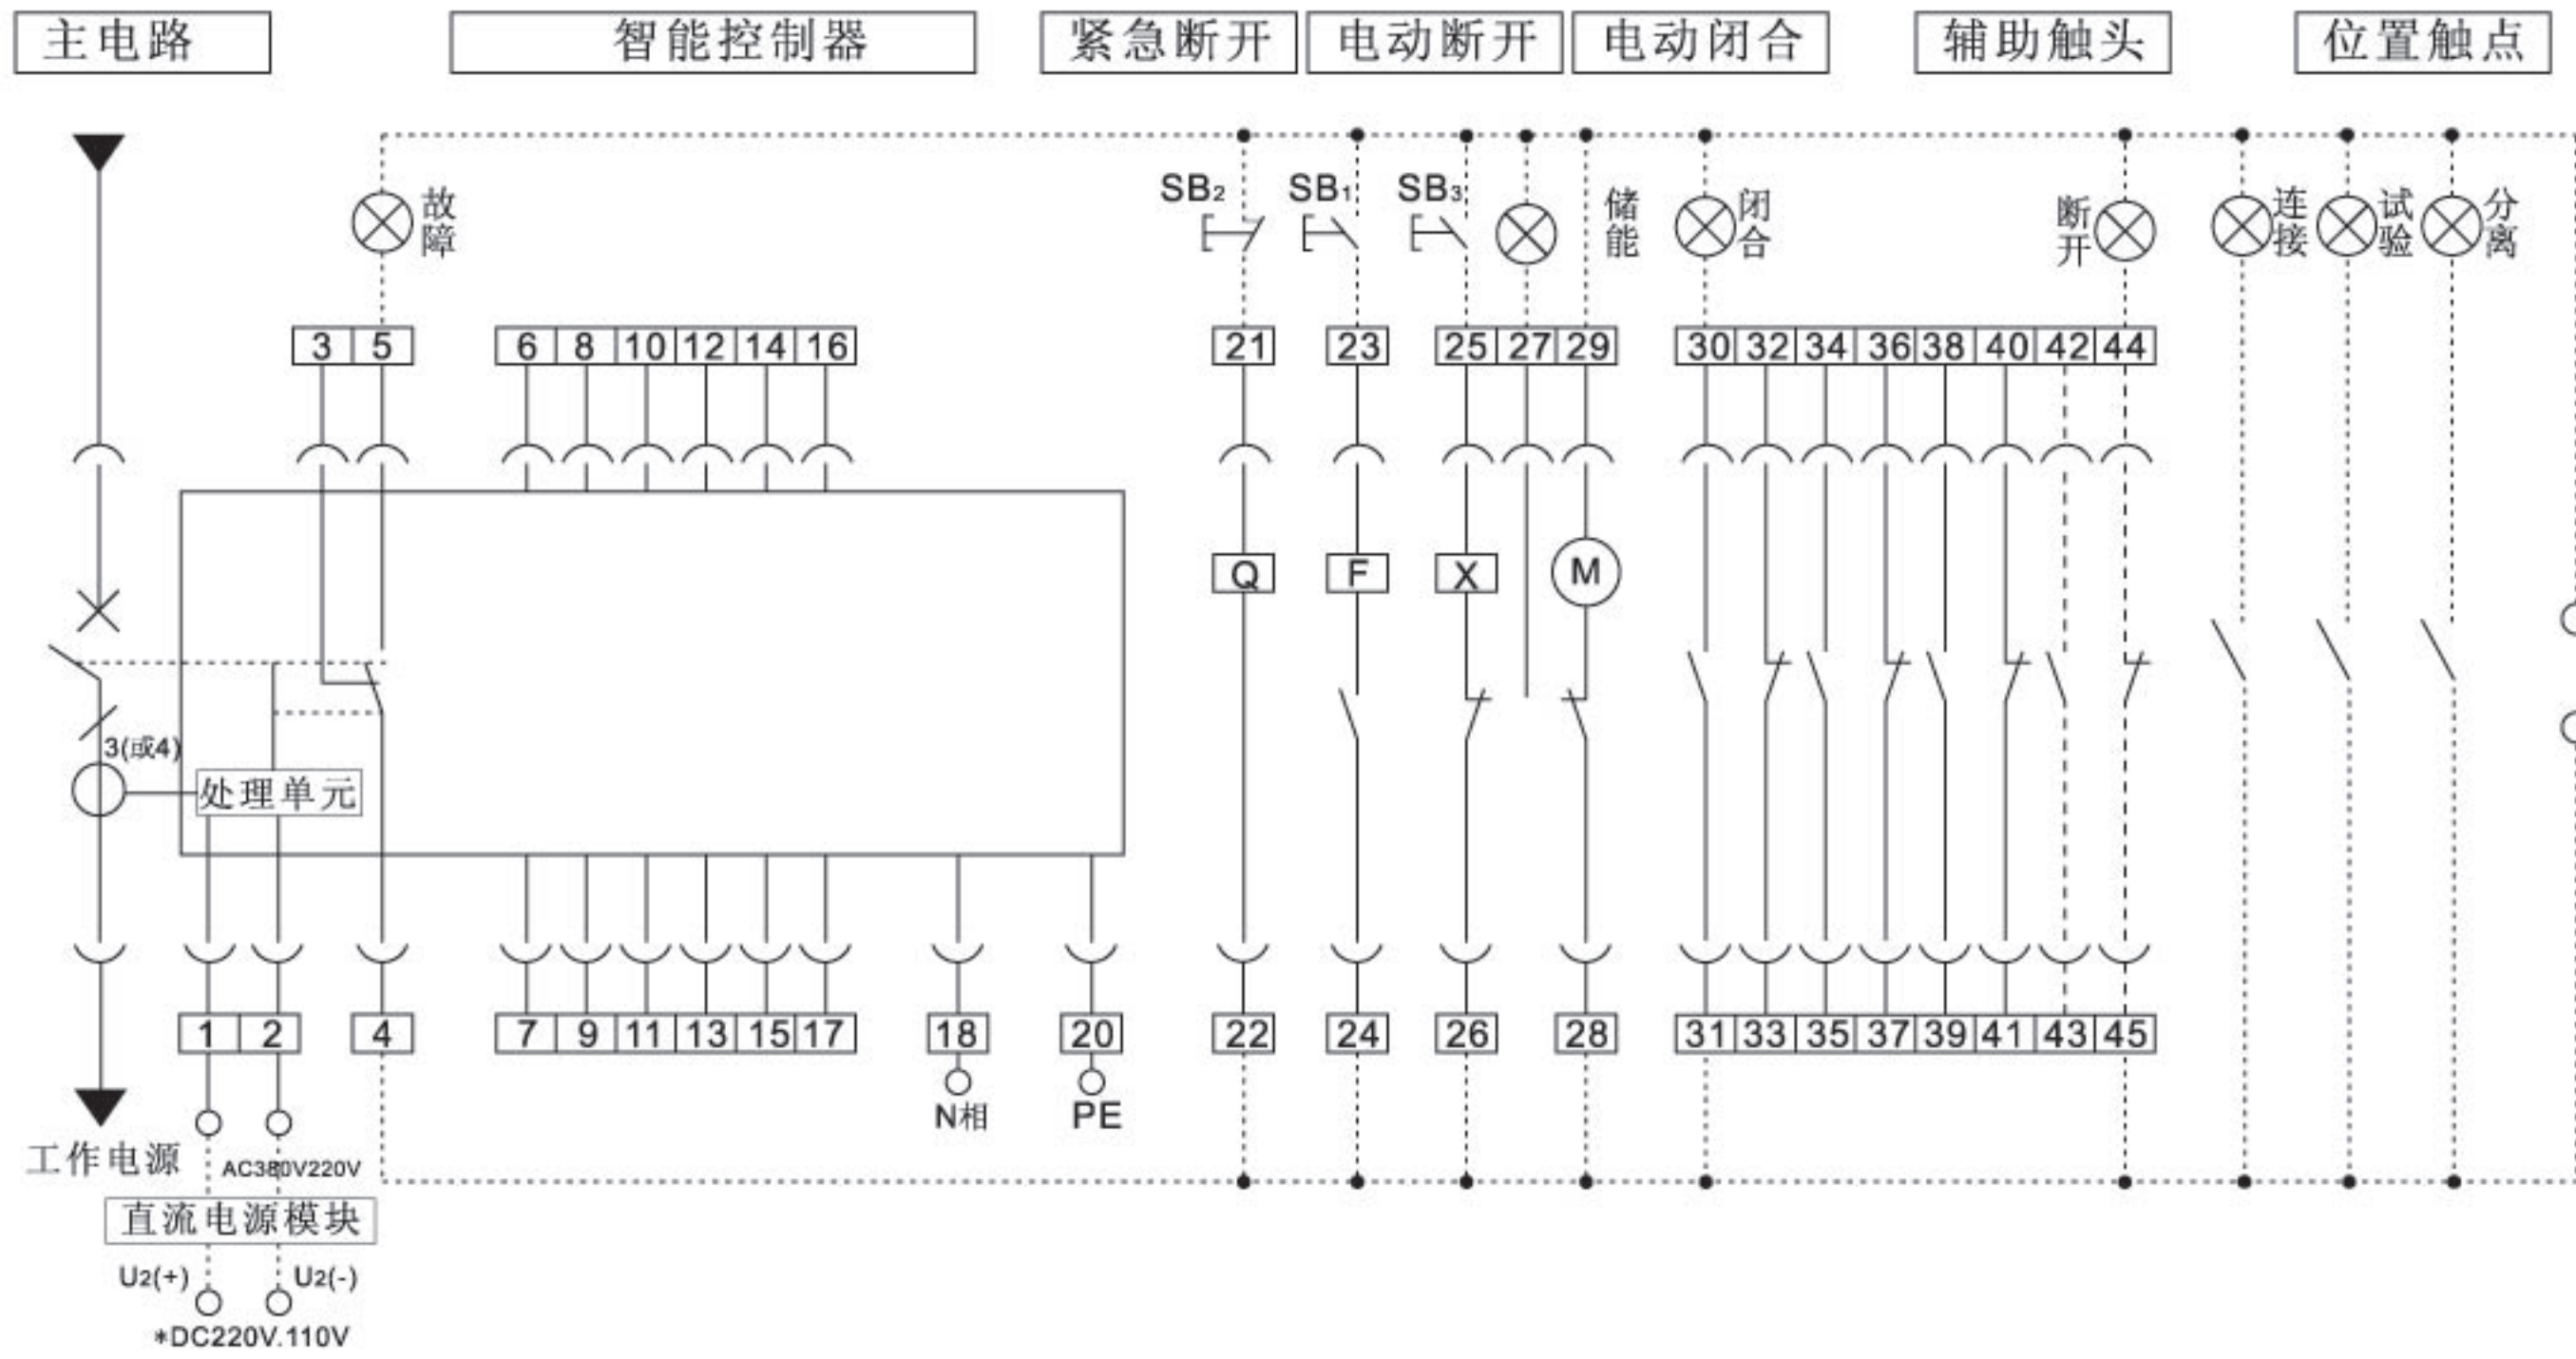 主电路 智能控制器 紧急断开 电动断开 电动闭合 辅助触头 位置触点
SB2 SB1 SB3
故障 储能 闭合 断开 连接 试验 分离
3 5 6 8 10 12 14 16 21 23 25 27 29 30 32 34 36 38 40 42 44
Q F X M
3(或4)
处理单元
1 2 4 7 9 11 13 15 17 18 20 22 24 26 28 31 33 35 37 39 41 43 45
N相 PE
工作电源 AC380V220V
直流电源模块
U2(+) U2(-)
*DC220V.110V